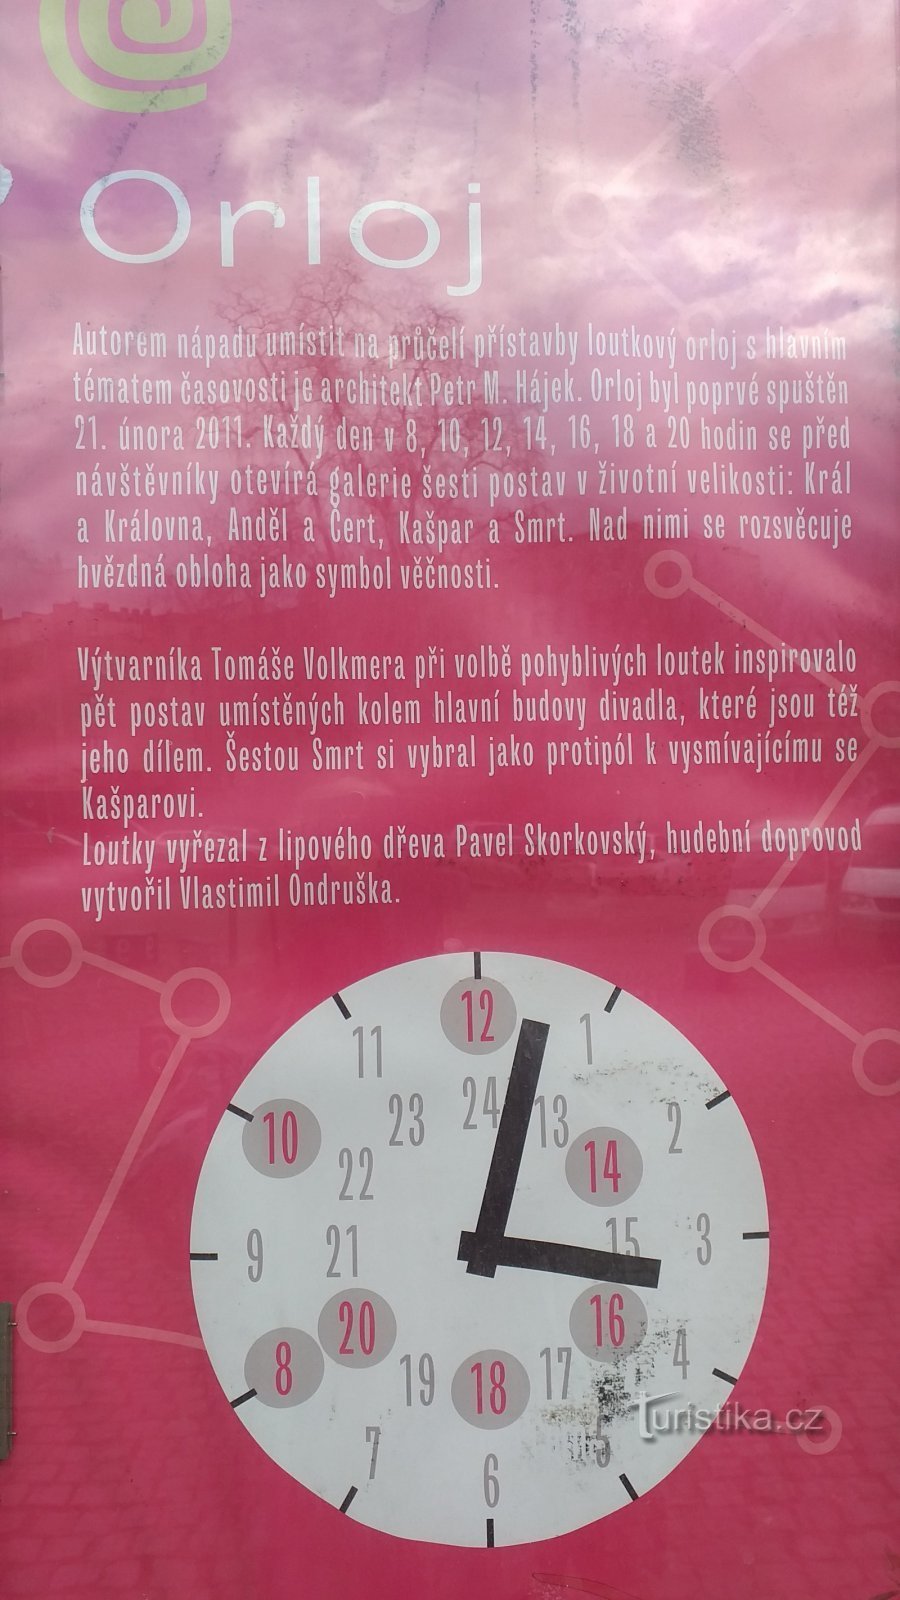 Orloj
Autorem nápadu umístit na průčelí přístavby loutkový orloj s hlavním
tématem časovosti je architekt Petr M. Hájek. Orloj byl poprvé spuštěn
21. února 2011. Každý den v 8, 10, 12, 14, 16, 18 a 20 hodin se před
návštěvníky otevírá galerie šesti postav v životní velikosti: Král
a Královna, Anděl a Čert, Kašpar a Smrt. Nad nimi se rozsvěcuje
hvězdná obloha jako symbol věčnosti.
Výtvarníka Tomáše Volkmera při volbě pohyblivých loutek inspirovalo
pět postav umístěných kolem hlavní budovy divadla, které jsou též
jeho dílem. Šestou Smrt si vybral jako protipól k vysmívajícímu se
Kašparovi.
Loutky vyřezal z lipového dřeva Pavel Skorkovský, hudební doprovod
vytvořil Vlastimil Ondruška.
12
11 1
24
23 13
10 2
22 14
9 21 15 3
20 16
8 4
19 18 17
7 5
6
Turistika.cz